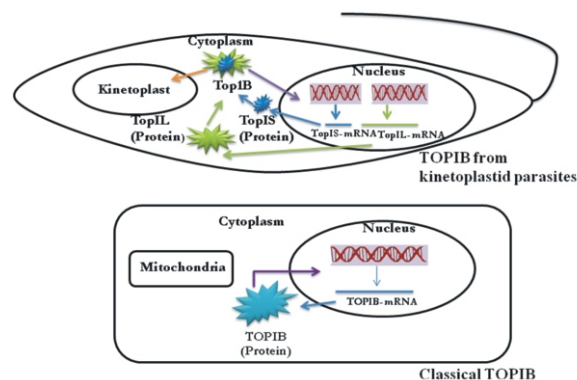 Cytoplasm
Nucleus
Kinetoplast
Top1B
TopIL
(Protein)
TopIS
(Protein)
TopIS-mRNA
TopIL-mRNA
TOPIB from
kinetoplastid parasites
Cytoplasm
Nucleus
Mitochondria
TOPIB-mRNA
TOPIB
(Protein)
Classical TOPIB